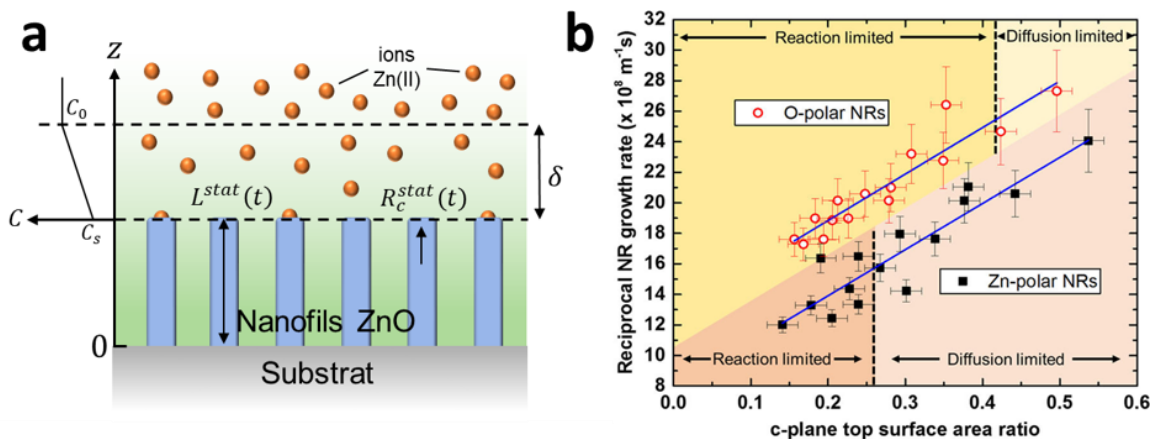 a
z
ions
Zn(II)
C₀
δ
L^stat(t)
R_c^stat(t)
C
Cₛ
Nanofils ZnO
0
Substrat
b
Reciprocal NR growth rate (x 10⁸ m⁻¹s)
32
30
28
26
24
22
20
18
16
14
12
10
8
Reaction limited
Diffusion limited
O-polar NRs
Zn-polar NRs
Reaction limited
Diffusion limited
0.0 0.1 0.2 0.3 0.4 0.5 0.6
c-plane top surface area ratio